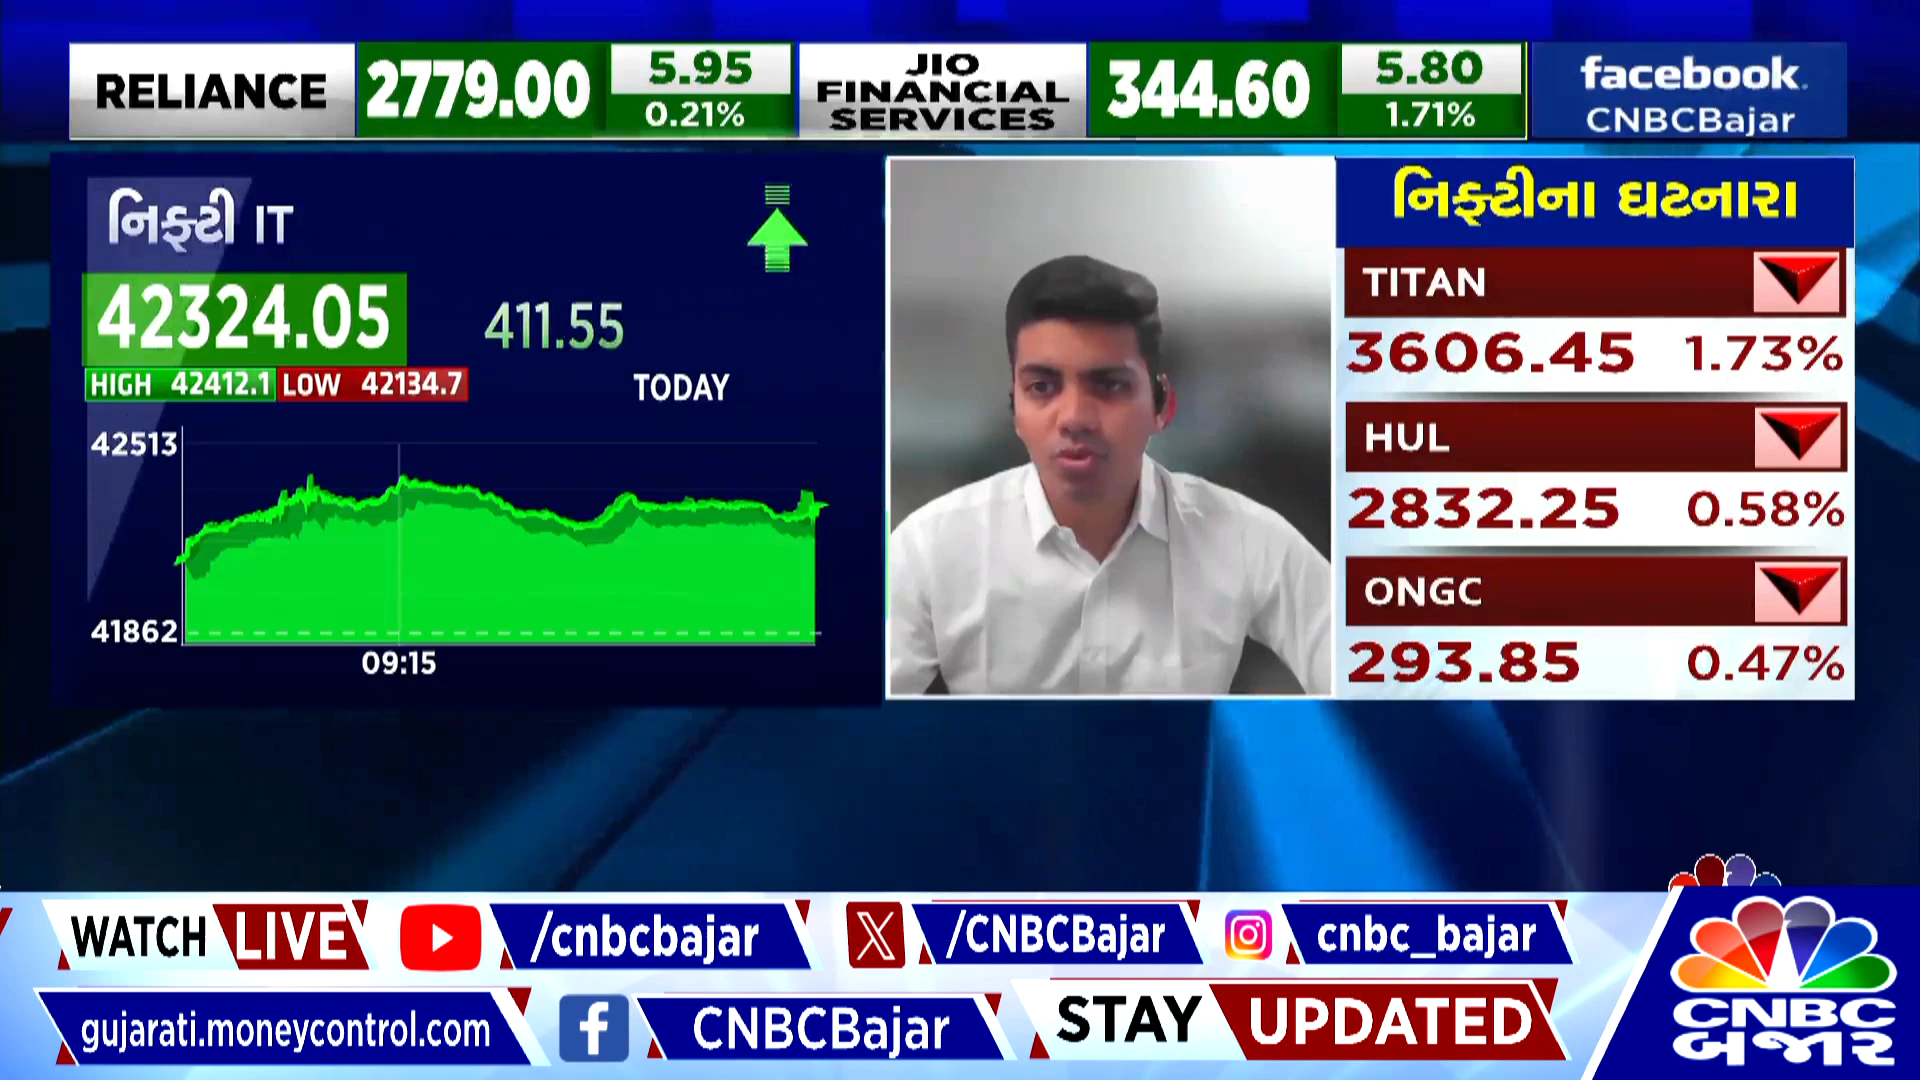 RELIANCE
2779.00
5.95
0.21%
JIO
FINANCIAL
SERVICES
344.60
5.80
1.71%
facebook
CNBCBajar
નિફ્ટી IT
42324.05
411.55
HIGH 42412.1
LOW 42134.7
TODAY
42513
41862
09:15
નિફ્ટીના ઘટનારા
TITAN
3606.45 1.73%
HUL
2832.25 0.58%
ONGC
293.85 0.47%
WATCH LIVE
/cnbcbajar
/CNBCBajar
cnbc_bajar
gujarati.moneycontrol.com
CNBCBajar
STAY UPDATED
CNBC
બજાર